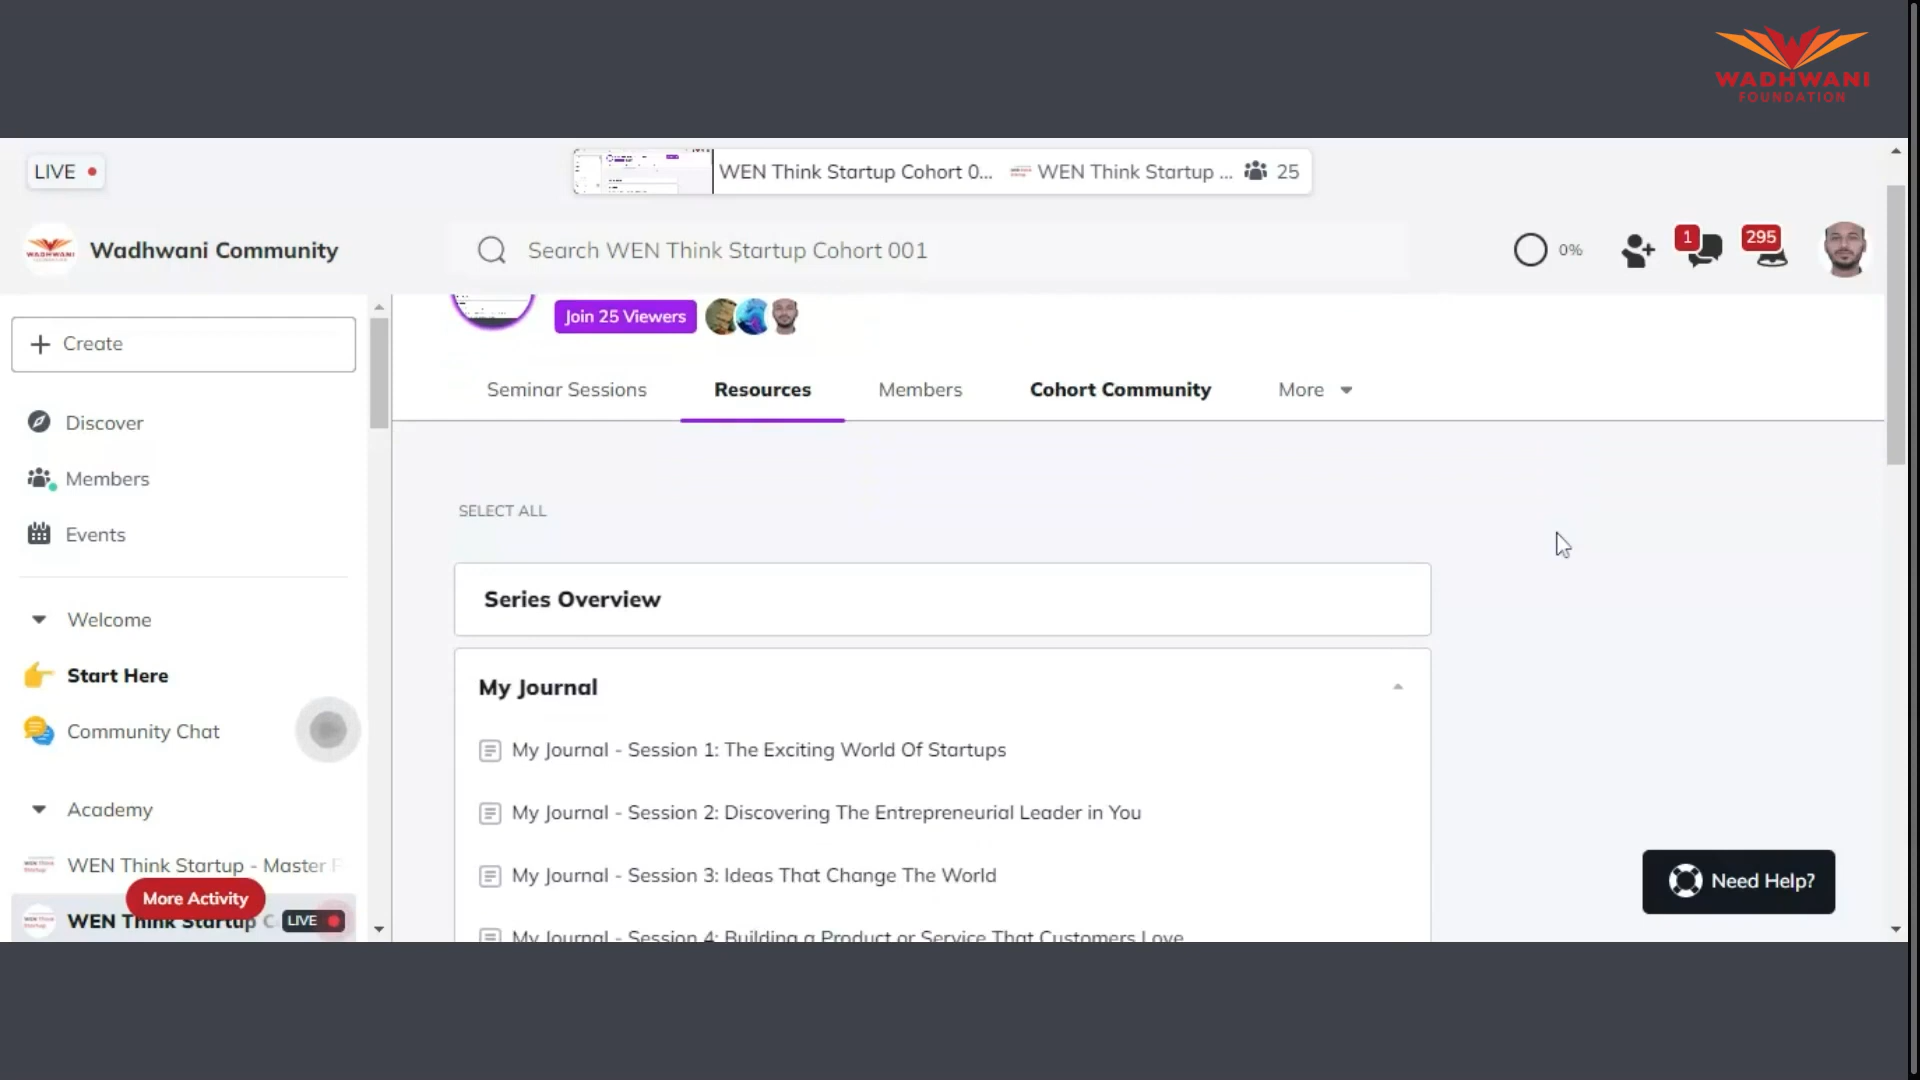 WADHWANI
FOUNDATION
LIVE
WEN Think Startup Cohort 0... WEN Think Startup ... 25
WADHWANI
Wadhwani Community
Search WEN Think Startup Cohort 001
0%
1
295
Join 25 Viewers
Create
Seminar Sessions Resources Members Cohort Community More
Discover
Members
Events
SELECT ALL
Series Overview
Welcome
Start Here
Community Chat
My Journal
My Journal - Session 1: The Exciting World Of Startups
My Journal - Session 2: Discovering The Entrepreneurial Leader in You
My Journal - Session 3: Ideas That Change The World
My Journal - Session 4: Building a Product or Service That Customers Love
Academy
WEN Think Startup - Master F
More Activity
WEN Think Startup C LIVE
Need Help?